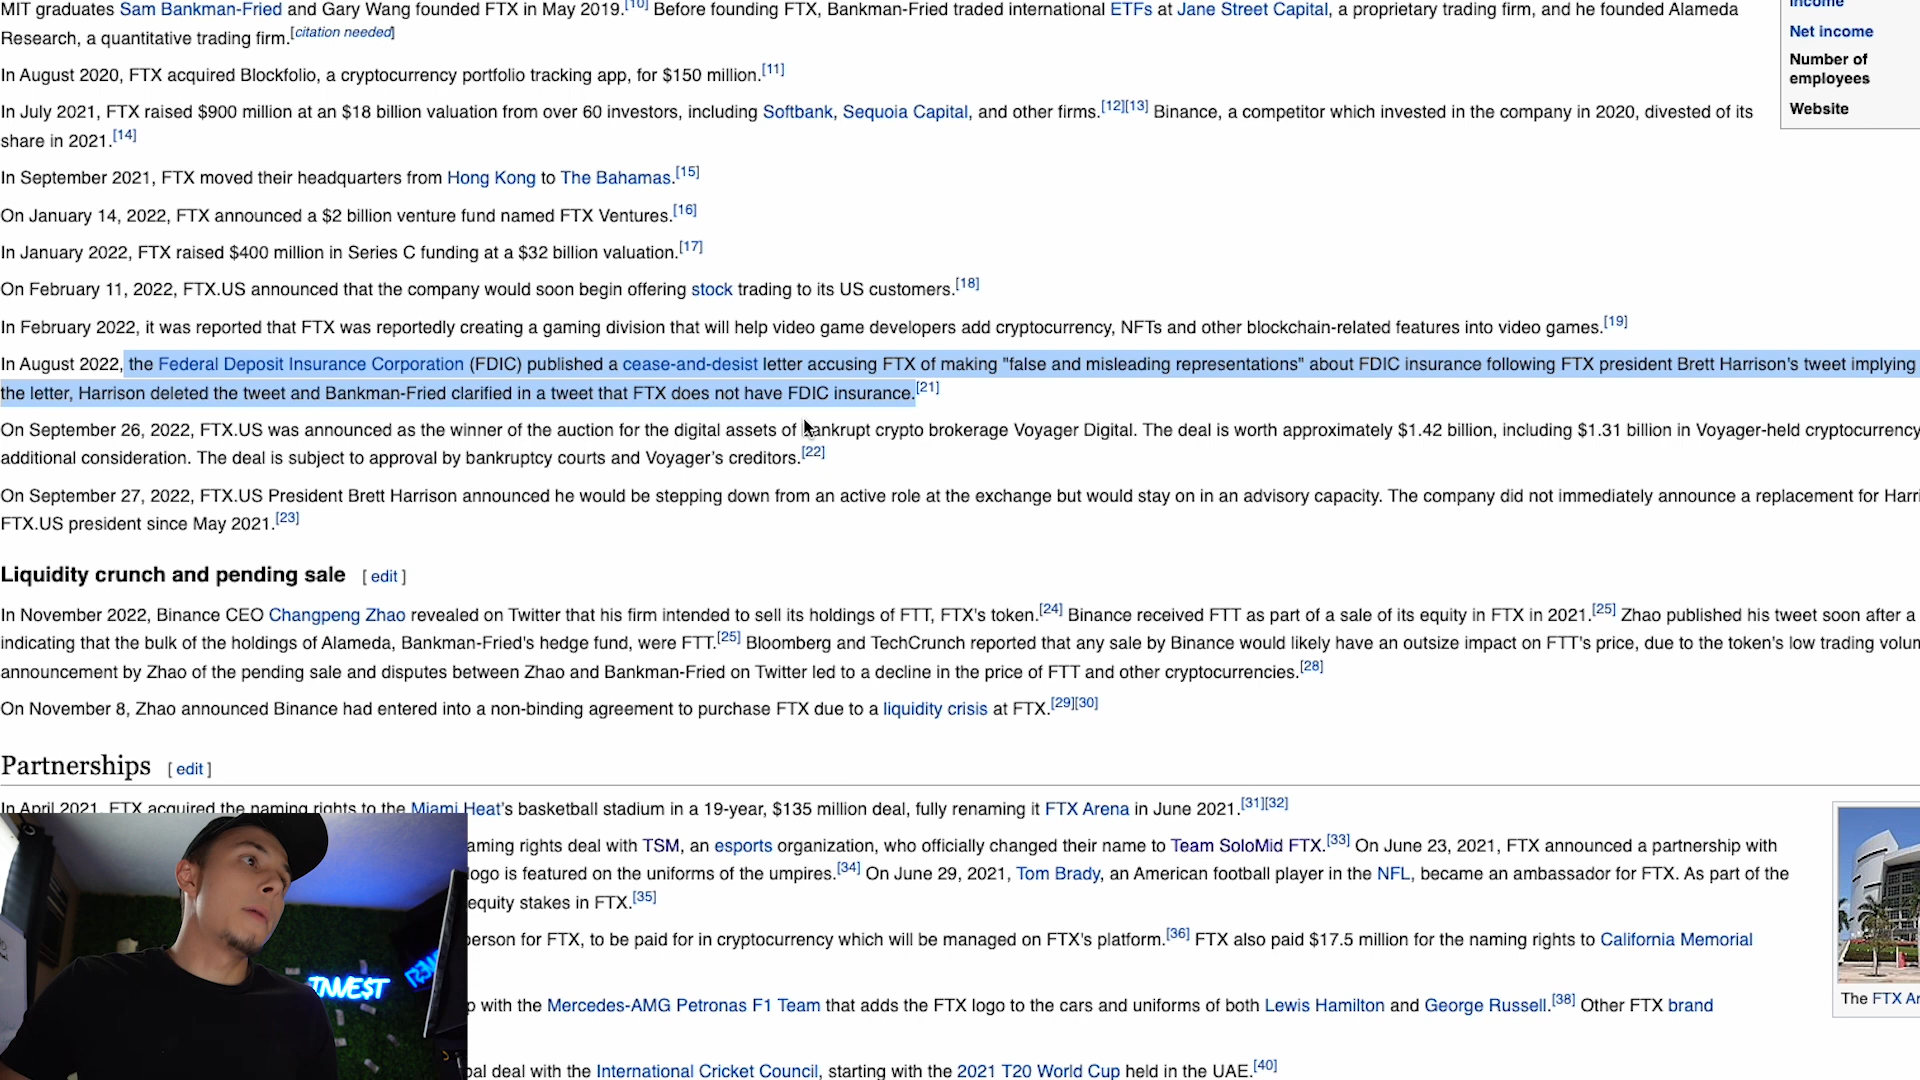 MIT graduates Sam Bankman-Fried and Gary Wang founded FTX in May 2019.[10] Before founding FTX, Bankman-Fried traded international ETFs at Jane Street Capital, a proprietary trading firm, and he founded Alameda
Research, a quantitative trading firm.[citation needed]
In August 2020, FTX acquired Blockfolio, a cryptocurrency portfolio tracking app, for $150 million.[11]
In July 2021, FTX raised $900 million at an $18 billion valuation from over 60 investors, including Softbank, Sequoia Capital, and other firms.[12][13] Binance, a competitor which invested in the company in 2020, divested of its
share in 2021.[14]
In September 2021, FTX moved their headquarters from Hong Kong to The Bahamas.[15]
On January 14, 2022, FTX announced a $2 billion venture fund named FTX Ventures.[16]
In January 2022, FTX raised $400 million in Series C funding at a $32 billion valuation.[17]
On February 11, 2022, FTX.US announced that the company would soon begin offering stock trading to its US customers.[18]
In February 2022, it was reported that FTX was reportedly creating a gaming division that will help video game developers add cryptocurrency, NFTs and other blockchain-related features into video games.[19]
In August 2022, the Federal Deposit Insurance Corporation (FDIC) published a cease-and-desist letter accusing FTX of making "false and misleading representations" about FDIC insurance following FTX president Brett Harrison's tweet implying
the letter, Harrison deleted the tweet and Bankman-Fried clarified in a tweet that FTX does not have FDIC insurance.[21]
On September 26, 2022, FTX.US was announced as the winner of the auction for the digital assets of bankrupt crypto brokerage Voyager Digital. The deal is worth approximately $1.42 billion, including $1.31 billion in Voyager-held cryptocurrency
additional consideration. The deal is subject to approval by bankruptcy courts and Voyager's creditors.[22]
On September 27, 2022, FTX.US President Brett Harrison announced he would be stepping down from an active role at the exchange but would stay on in an advisory capacity. The company did not immediately announce a replacement for Harri
FTX.US president since May 2021.[23]
Liquidity crunch and pending sale [ edit ]
In November 2022, Binance CEO Changpeng Zhao revealed on Twitter that his firm intended to sell its holdings of FTT, FTX's token.[24] Binance received FTT as part of a sale of its equity in FTX in 2021.[25] Zhao published his tweet soon after a
indicating that the bulk of the holdings of Alameda, Bankman-Fried's hedge fund, were FTT.[25] Bloomberg and TechCrunch reported that any sale by Binance would likely have an outsize impact on FTT's price, due to the token's low trading volun
announcement by Zhao of the pending sale and disputes between Zhao and Bankman-Fried on Twitter led to a decline in the price of FTT and other cryptocurrencies.[28]
On November 8, Zhao announced Binance had entered into a non-binding agreement to purchase FTX due to a liquidity crisis at FTX.[29][30]
Partnerships [ edit ]
In April 2021, FTX acquired the naming rights to the Miami Heat's basketball stadium in a 19-year, $135 million deal, fully renaming it FTX Arena in June 2021.[31][32]
aming rights deal with TSM, an esports organization, who officially changed their name to Team SoloMid FTX.[33] On June 23, 2021, FTX announced a partnership with
ogo is featured on the uniforms of the umpires.[34] On June 29, 2021, Tom Brady, an American football player in the NFL, became an ambassador for FTX. As part of the
equity stakes in FTX.[35]
erson for FTX, to be paid for in cryptocurrency which will be managed on FTX's platform.[36] FTX also paid $17.5 million for the naming rights to California Memorial
p with the Mercedes-AMG Petronas F1 Team that adds the FTX logo to the cars and uniforms of both Lewis Hamilton and George Russell.[38] Other FTX brand
al deal with the International Cricket Council, starting with the 2021 T20 World Cup held in the UAE.[40]
income
Net income
Number of
employees
Website
The FTX Ar
INVE$T